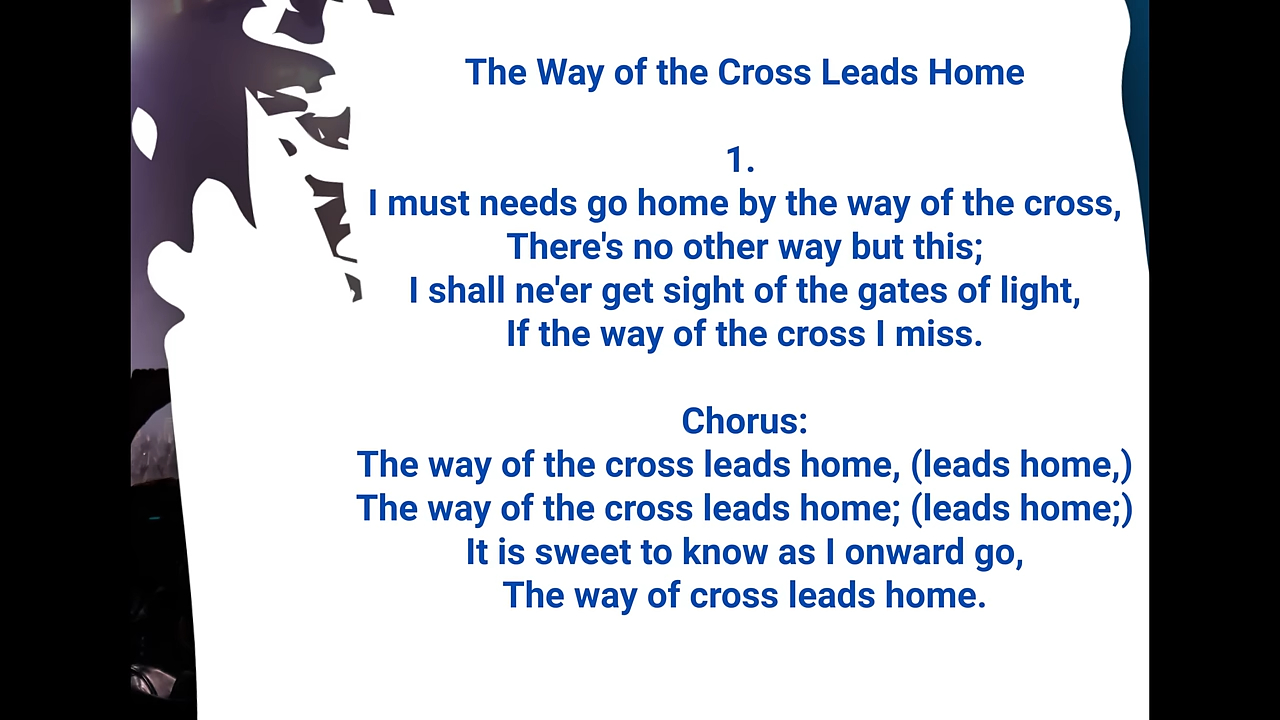 The Way of the Cross Leads Home
1.
I must needs go home by the way of the cross,
There's no other way but this;
I shall ne'er get sight of the gates of light,
If the way of the cross I miss.
Chorus:
The way of the cross leads home, (leads home,)
The way of the cross leads home; (leads home;)
It is sweet to know as I onward go,
The way of cross leads home.